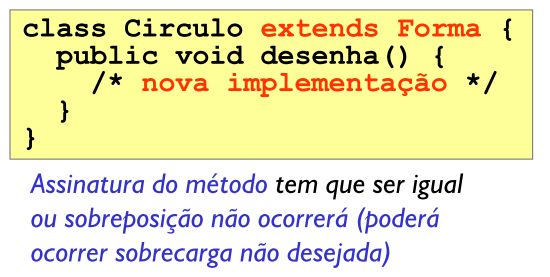 class Circulo extends Forma {
  public void desenha() {
    /* nova implementação */
  }
}
Assinatura do método tem que ser igual
ou sobreposição não ocorrerá (poderá
ocorrer sobrecarga não desejada)